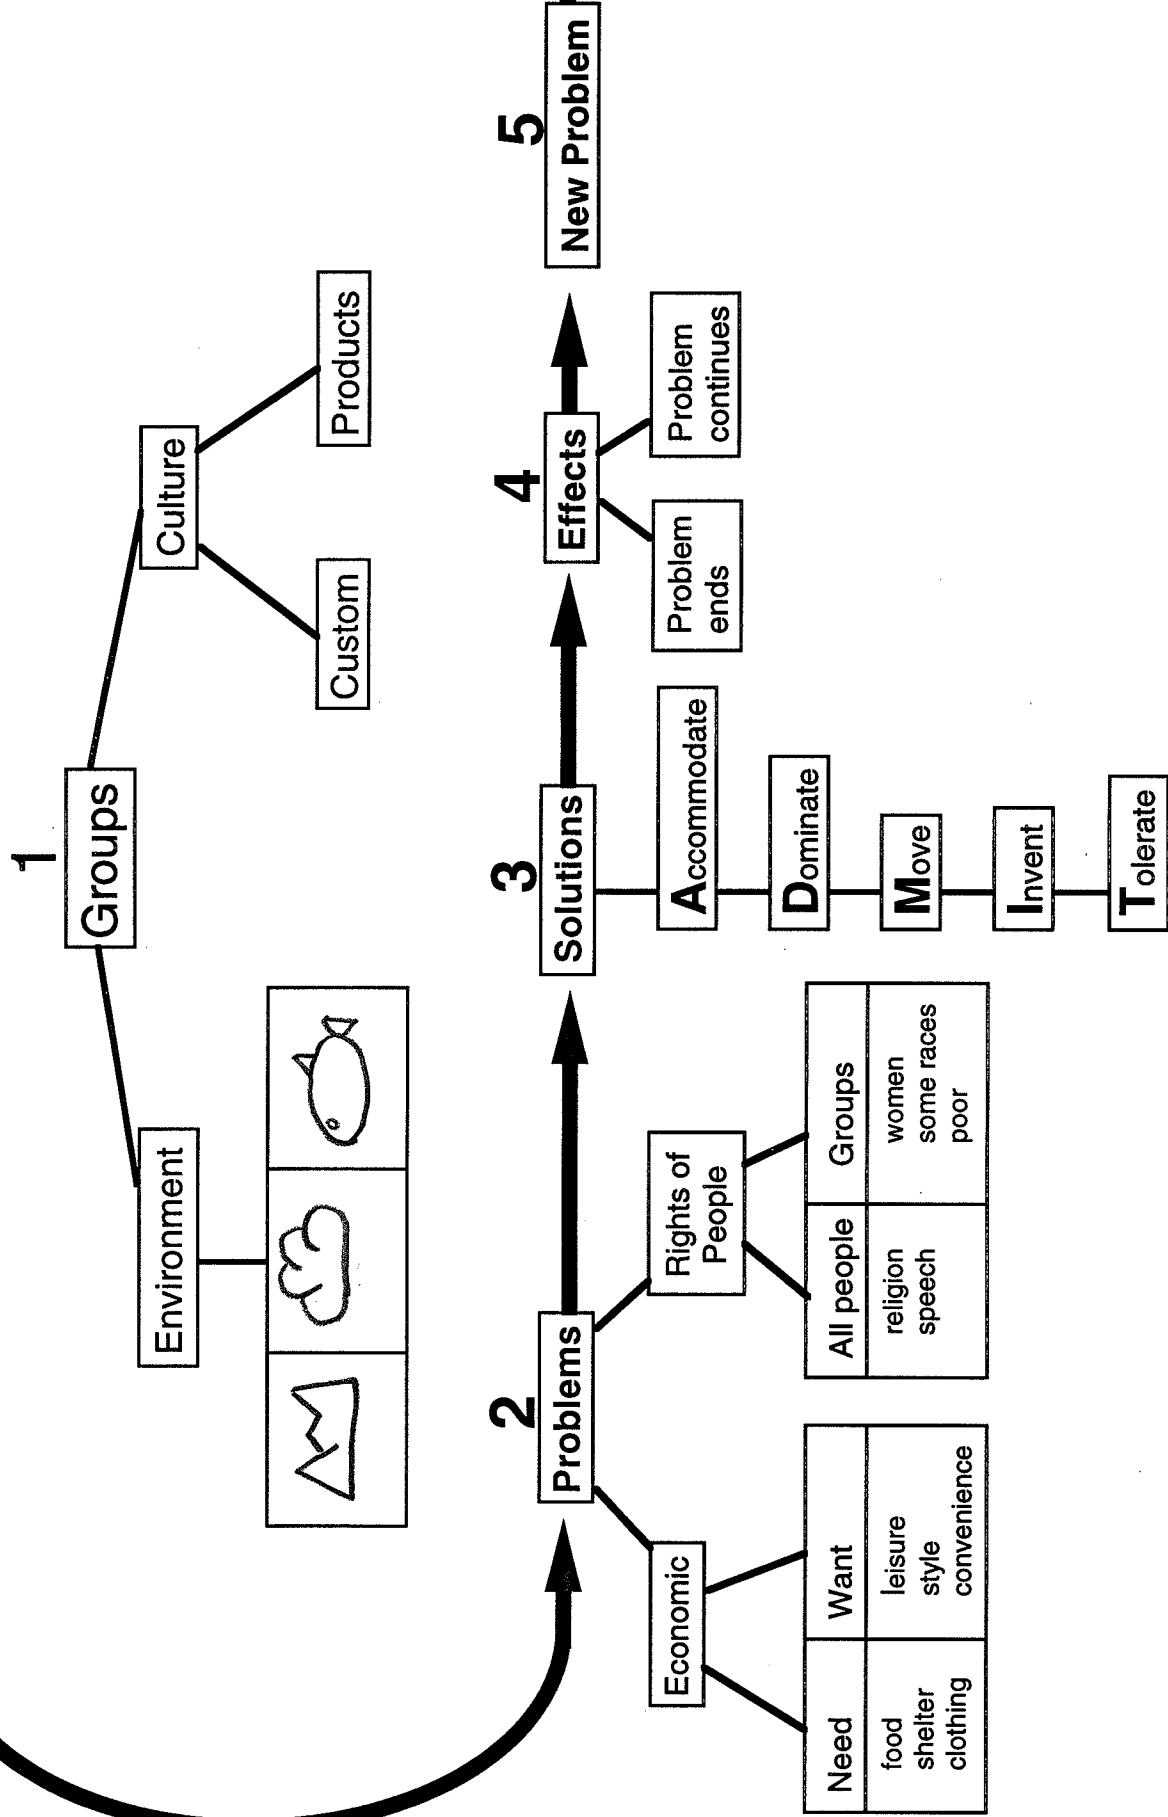 1
Groups
Environment
Culture
Custom
Products
2
Problems
Economic
Need
food
shelter
clothing
Want
leisure
style
convenience
Rights of
People
All people
religion
speech
Groups
women
some races
poor
3
Solutions
Accommodate
Dominate
Move
Invent
Tolerate
4
Effects
Problem
ends
Problem
continues
5
New Problem